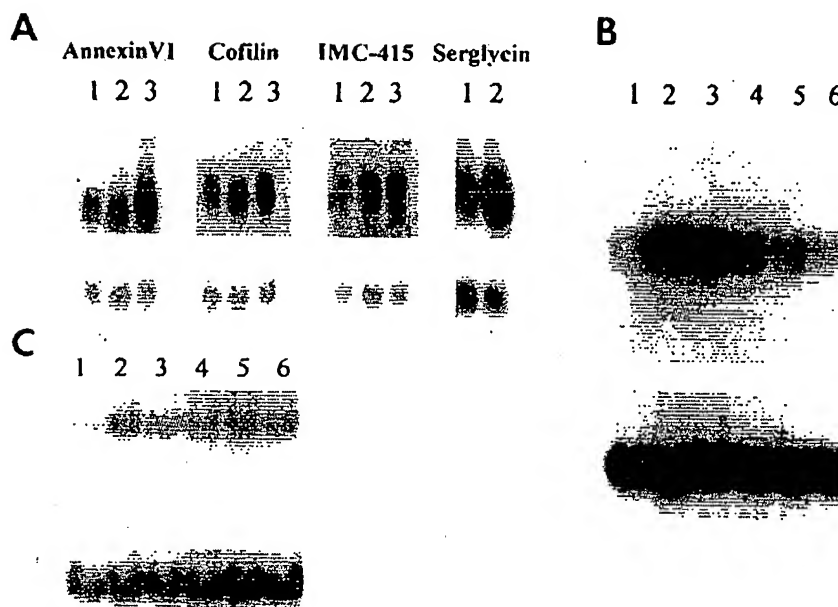 A
AnnexinVI Cofilin IMC-415 Serglycin
1 2 3 1 2 3 1 2 3 1 2
B
1 2 3 4 5 6
C
1 2 3 4 5 6